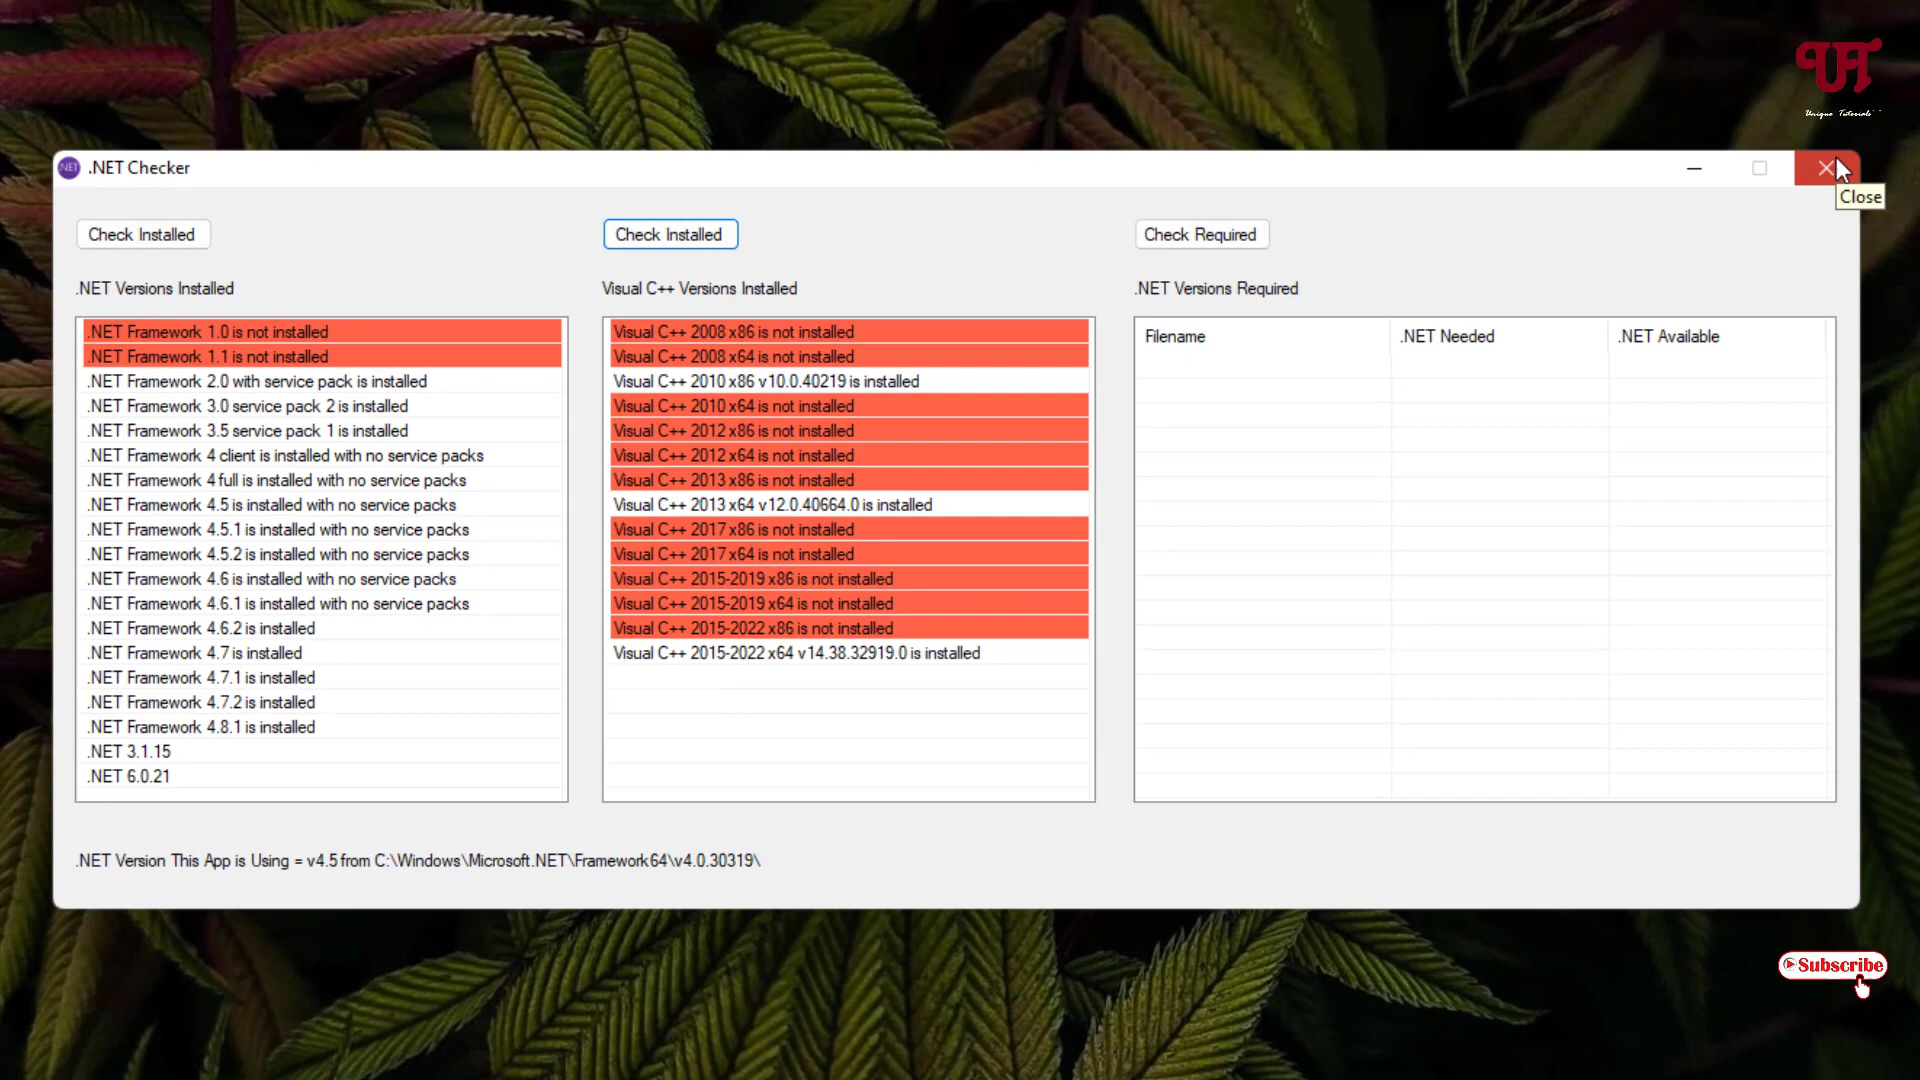 UT
Unique Tutorials
.NET
.NET Checker
Close
Check Installed
Check Installed
Check Required
.NET Versions Installed
Visual C++ Versions Installed
.NET Versions Required
.NET Framework 1.0 is not installed
.NET Framework 1.1 is not installed
.NET Framework 2.0 with service pack is installed
.NET Framework 3.0 service pack 2 is installed
.NET Framework 3.5 service pack 1 is installed
.NET Framework 4 client is installed with no service packs
.NET Framework 4 full is installed with no service packs
.NET Framework 4.5 is installed with no service packs
.NET Framework 4.5.1 is installed with no service packs
.NET Framework 4.5.2 is installed with no service packs
.NET Framework 4.6 is installed with no service packs
.NET Framework 4.6.1 is installed with no service packs
.NET Framework 4.6.2 is installed
.NET Framework 4.7 is installed
.NET Framework 4.7.1 is installed
.NET Framework 4.7.2 is installed
.NET Framework 4.8.1 is installed
.NET 3.1.15
.NET 6.0.21
Visual C++ 2008 x86 is not installed
Visual C++ 2008 x64 is not installed
Visual C++ 2010 x86 v10.0.40219 is installed
Visual C++ 2010 x64 is not installed
Visual C++ 2012 x86 is not installed
Visual C++ 2012 x64 is not installed
Visual C++ 2013 x86 is not installed
Visual C++ 2013 x64 v12.0.40664.0 is installed
Visual C++ 2017 x86 is not installed
Visual C++ 2017 x64 is not installed
Visual C++ 2015-2019 x86 is not installed
Visual C++ 2015-2019 x64 is not installed
Visual C++ 2015-2022 x86 is not installed
Visual C++ 2015-2022 x64 v14.38.32919.0 is installed
Filename
.NET Needed
.NET Available
.NET Version This App is Using = v4.5 from C:\Windows\Microsoft.NET\Framework64\v4.0.30319\
Subscribe